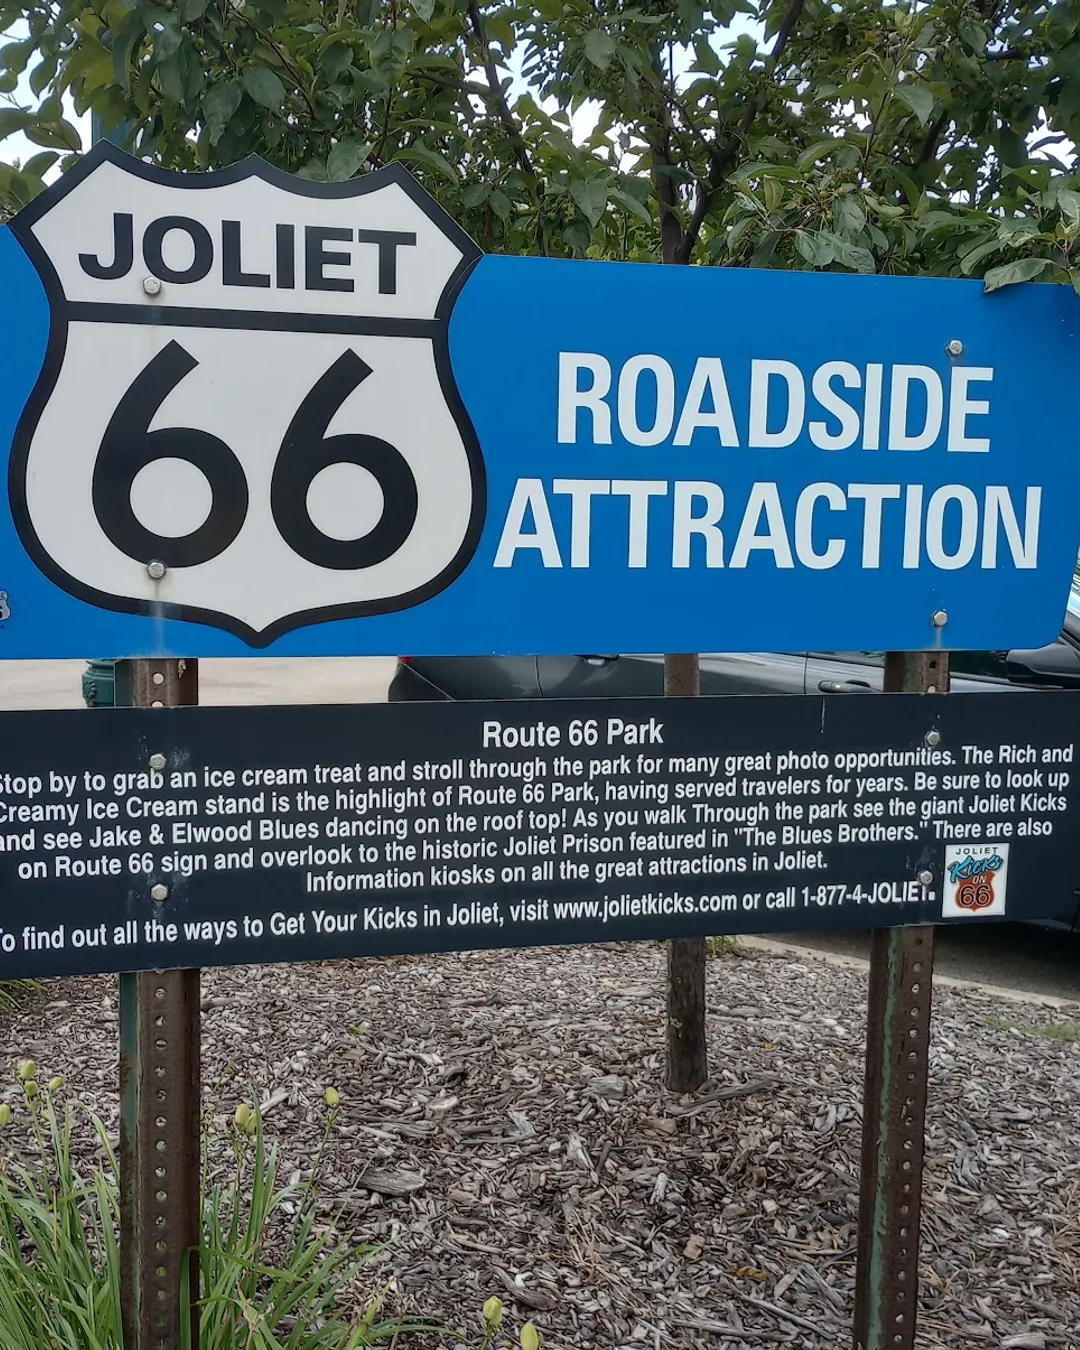 JOLIET
66
ROADSIDE
ATTRACTION
Route 66 Park
Stop by to grab an ice cream treat and stroll through the park for many great photo opportunities. The Rich and
Creamy Ice Cream stand is the highlight of Route 66 Park, having served travelers for years. Be sure to look up
and see Jake & Elwood Blues dancing on the roof top! As you walk Through the park see the giant Joliet Kicks
on Route 66 sign and overlook to the historic Joliet Prison featured in "The Blues Brothers." There are also
Information kiosks on all the great attractions in Joliet.
To find out all the ways to Get Your Kicks in Joliet, visit www.jolietkicks.com or call 1-877-4-JOLIET.
JOLIET
Kicks
ON
66